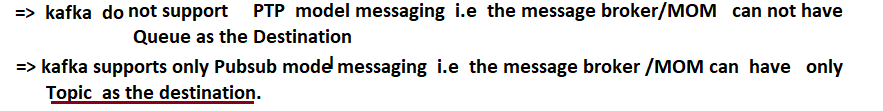 => kafka do not support PTP model messaging i.e the message broker/MOM can not have
Queue as the Destination
=> kafka supports only Pubsub model messaging i.e the message broker /MOM can have only
Topic as the destination.